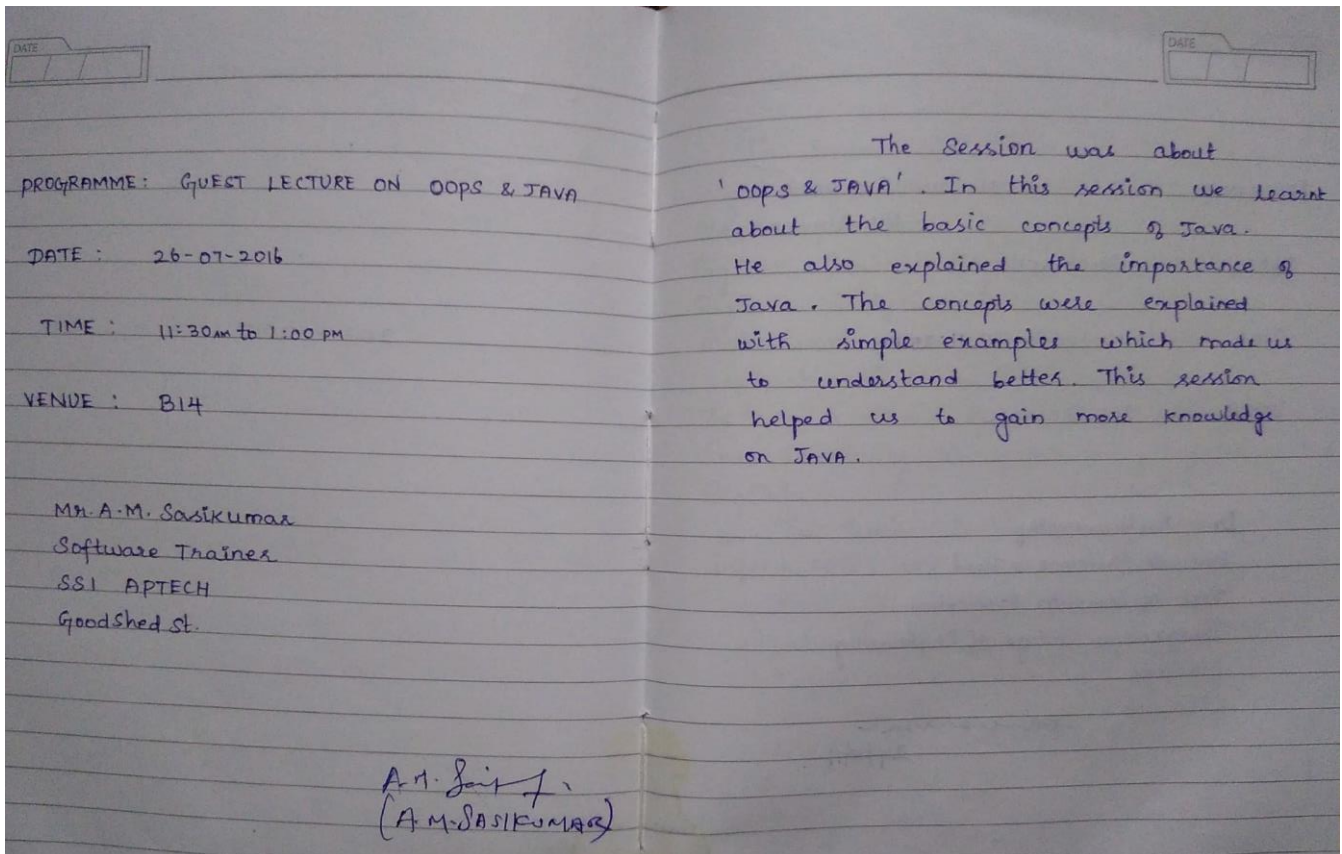 DATE
PROGRAMME: GUEST LECTURE ON OOPS & JAVA
DATE : 26-07-2016
TIME : 11:30AM to 1:00 PM
VENUE : B14
Mr. A.M. Sasikumar
Software Trainer
SSI APTECH
GoodShed St.
A.M.
(A.M.SASIKUMAR)
DATE
The Session was about
'OOPS & JAVA'. In this session we learnt
about the basic concepts of Java.
He also explained the importance of
Java. The concepts were explained
with simple examples which made us
to understand better. This session
helped us to gain more knowledge
on JAVA.